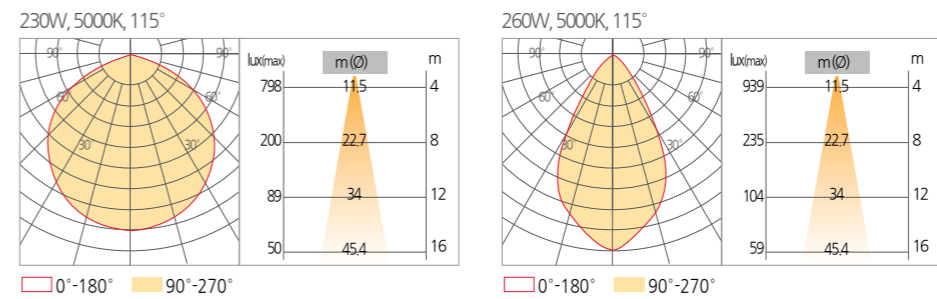 230W, 5000K, 115°
90° 90°
60° 60°
30° 30°
lux(max) m(Ø) m
798 11.5 4
200 22.7 8
89 34 12
50 45.4 16
0°-180° 90°-270°
260W, 5000K, 115°
90° 90°
60° 60°
30° 30°
lux(max) m(Ø) m
939 11.5 4
235 22.7 8
104 34 12
59 45.4 16
0°-180° 90°-270°